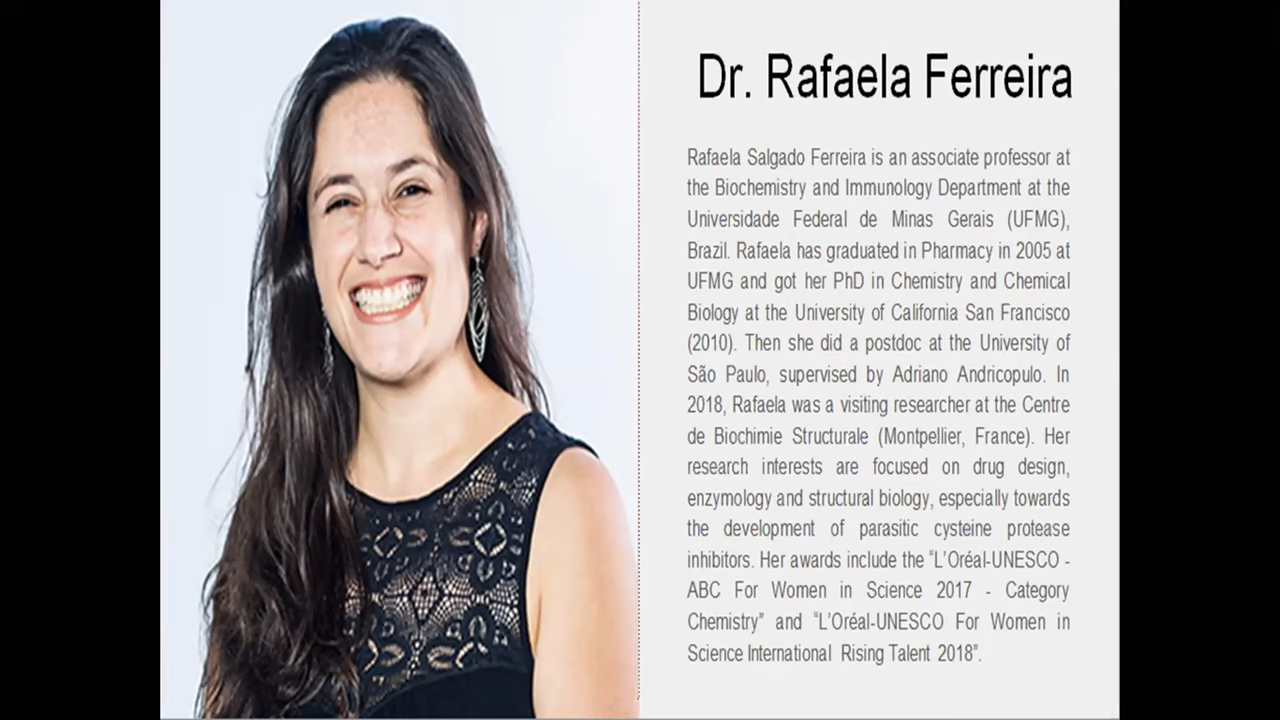 Dr. Rafaela Ferreira
Rafaela Salgado Ferreira is an associate professor at
the Biochemistry and Immunology Department at the
Universidade Federal de Minas Gerais (UFMG),
Brazil. Rafaela has graduated in Pharmacy in 2005 at
UFMG and got her PhD in Chemistry and Chemical
Biology at the University of California San Francisco
(2010). Then she did a postdoc at the University of
São Paulo, supervised by Adriano Andricopulo. In
2018, Rafaela was a visiting researcher at the Centre
de Biochimie Structurale (Montpellier, France). Her
research interests are focused on drug design,
enzymology and structural biology, especially towards
the development of parasitic cysteine protease
inhibitors. Her awards include the “L’Oréal-UNESCO -
ABC For Women in Science 2017 - Category
Chemistry” and “L’Oréal-UNESCO For Women in
Science International Rising Talent 2018”.